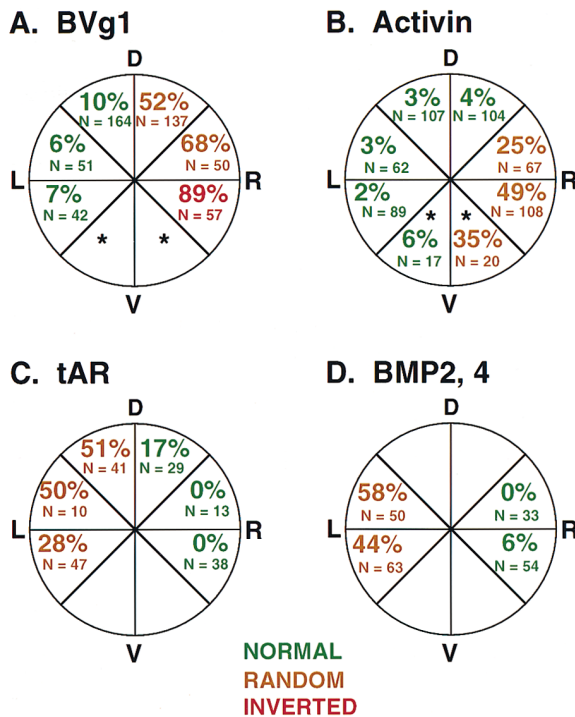 A. BVg1
B. Activin
D
D
10% 52%
N = 164 N = 137
6% 68%
N = 51 N = 50
L R
7% 89%
N = 42 N = 57
* *
V
3% 4%
N = 107 N = 104
3% 25%
N = 62 N = 67
L R
2% 49%
N = 89 N = 108
* *
6% 35%
N = 17 N = 20
V
C. tAR
D. BMP2, 4
D
D
51% 17%
N = 41 N = 29
50% 0%
N = 10 N = 13
L R
28% 0%
N = 47 N = 38
V
58% 0%
N = 50 N = 33
L R
44% 6%
N = 63 N = 54
V
NORMAL
RANDOM
INVERTED